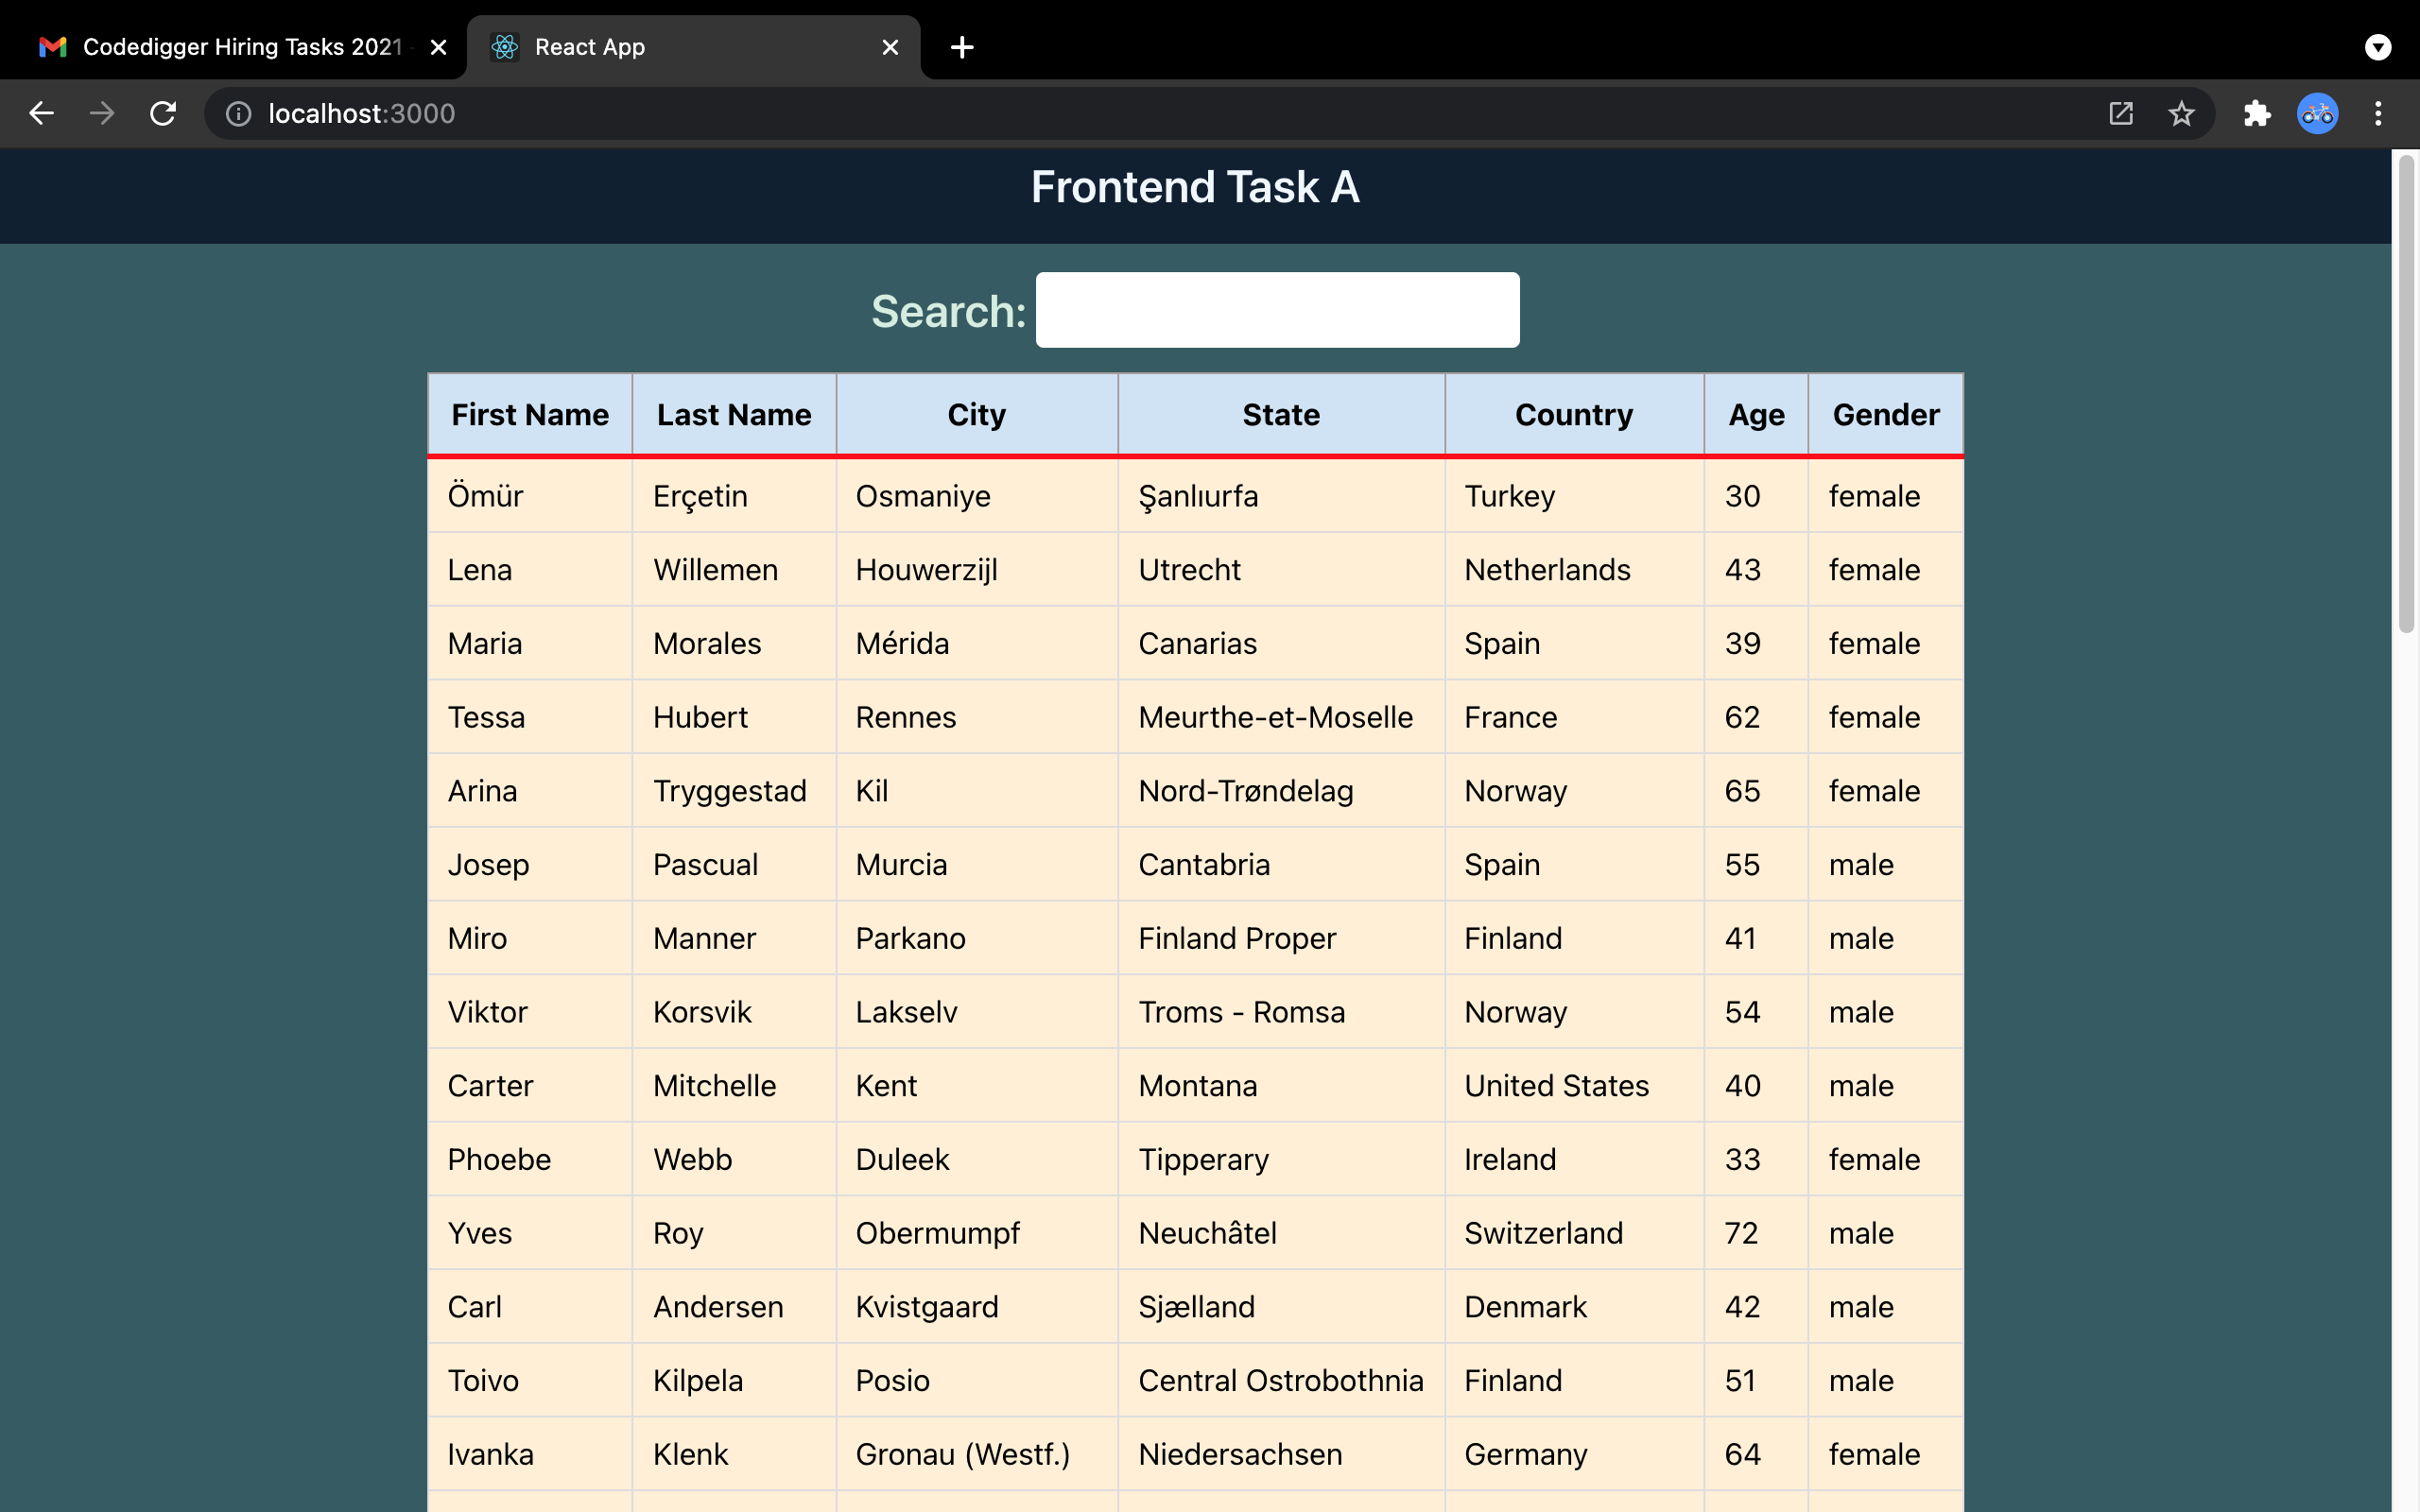 Codedigger Hiring Tasks 2021 -
React App
localhost:3000
Frontend Task A
Search:
First Name Last Name City State Country Age Gender
Ömür Erçetin Osmaniye Şanlıurfa Turkey 30 female
Lena Willemen Houwerzijl Utrecht Netherlands 43 female
Maria Morales Mérida Canarias Spain 39 female
Tessa Hubert Rennes Meurthe-et-Moselle France 62 female
Arina Tryggestad Kil Nord-Trøndelag Norway 65 female
Josep Pascual Murcia Cantabria Spain 55 male
Miro Manner Parkano Finland Proper Finland 41 male
Viktor Korsvik Lakselv Troms - Romsa Norway 54 male
Carter Mitchelle Kent Montana United States 40 male
Phoebe Webb Duleek Tipperary Ireland 33 female
Yves Roy Obermumpf Neuchâtel Switzerland 72 male
Carl Andersen Kvistgaard Sjælland Denmark 42 male
Toivo Kilpela Posio Central Ostrobothnia Finland 51 male
Ivanka Klenk Gronau (Westf.) Niedersachsen Germany 64 female